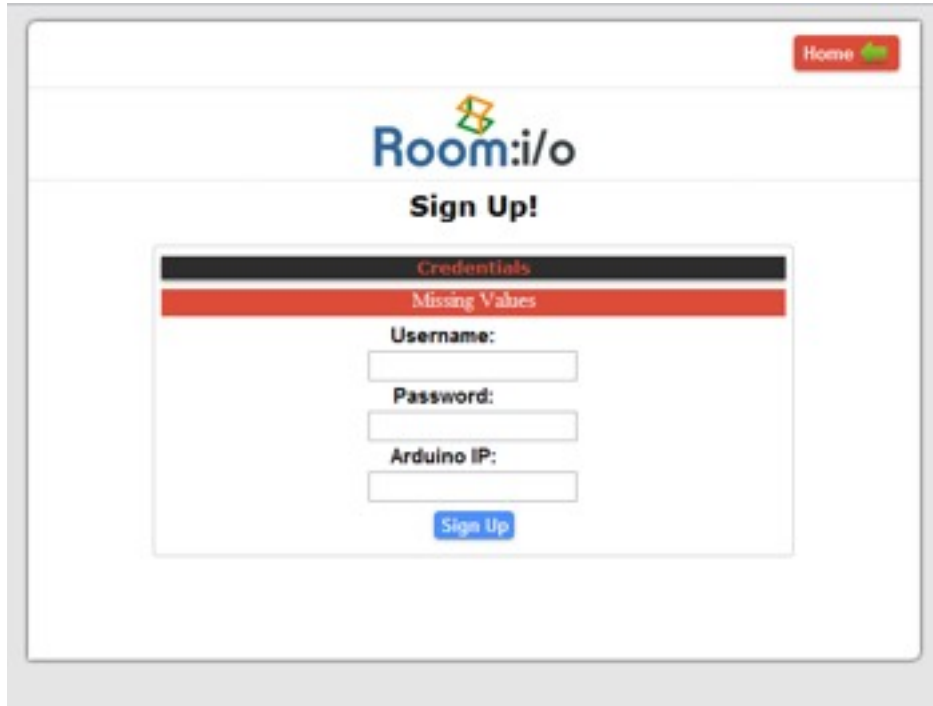 Home
Room:i/o
Sign Up!
Credentials
Missing Values
Username:
Password:
Arduino IP:
Sign Up